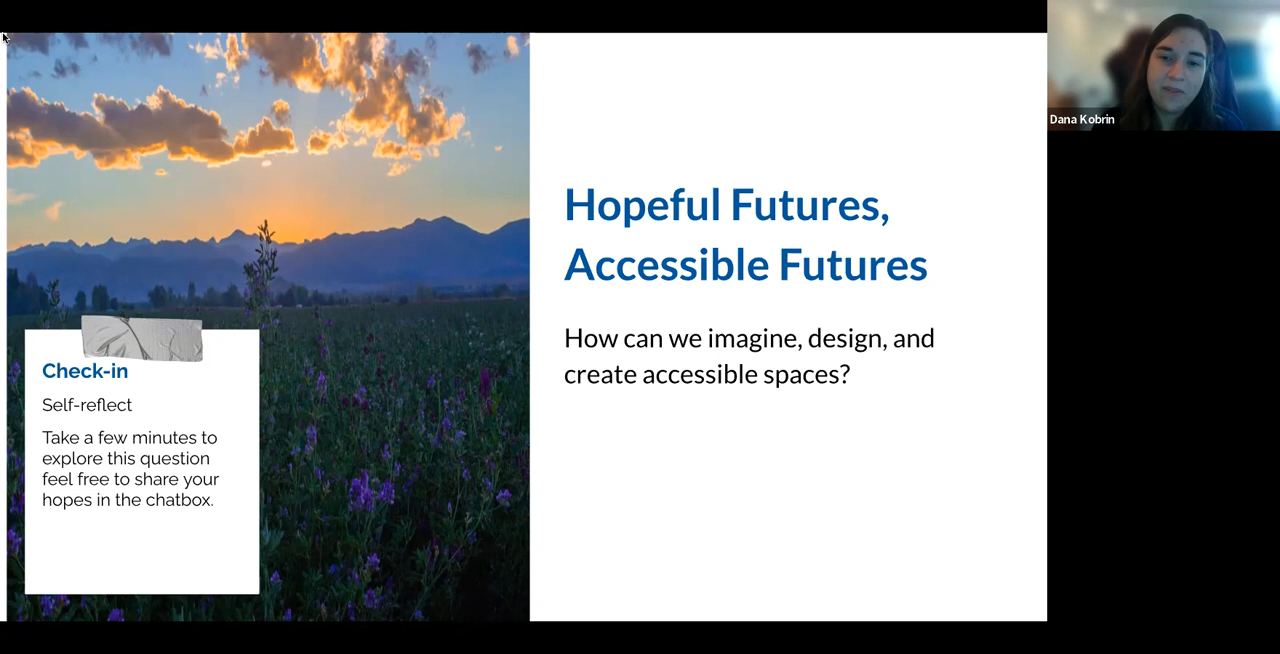 Hopeful Futures,
Accessible Futures
How can we imagine, design, and
create accessible spaces?
Check-in
Self-reflect
Take a few minutes to
explore this question
feel free to share your
hopes in the chatbox.
Dana Kobrin